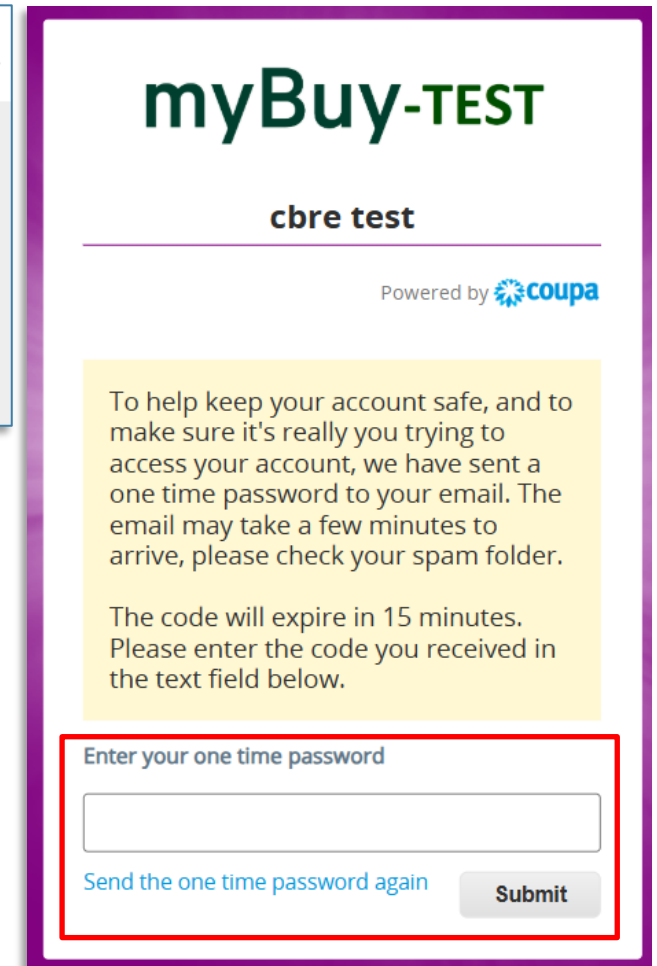 myBuy-TEST
cbre test
Powered by coupa
To help keep your account safe, and to
make sure it's really you trying to
access your account, we have sent a
one time password to your email. The
email may take a few minutes to
arrive, please check your spam folder.
The code will expire in 15 minutes.
Please enter the code you received in
the text field below.
Enter your one time password
Send the one time password again
Submit